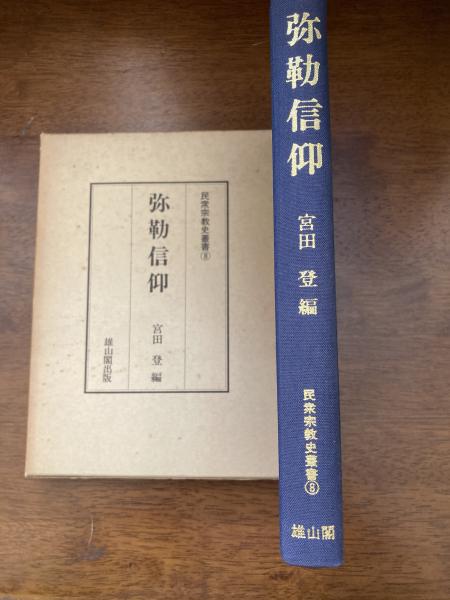 民衆宗教史叢書⑧
弥勒信仰
宮田 登 編
雄山閣出版
弥勒信仰
宮田 登 編
民衆宗教史叢書⑧
雄山閣